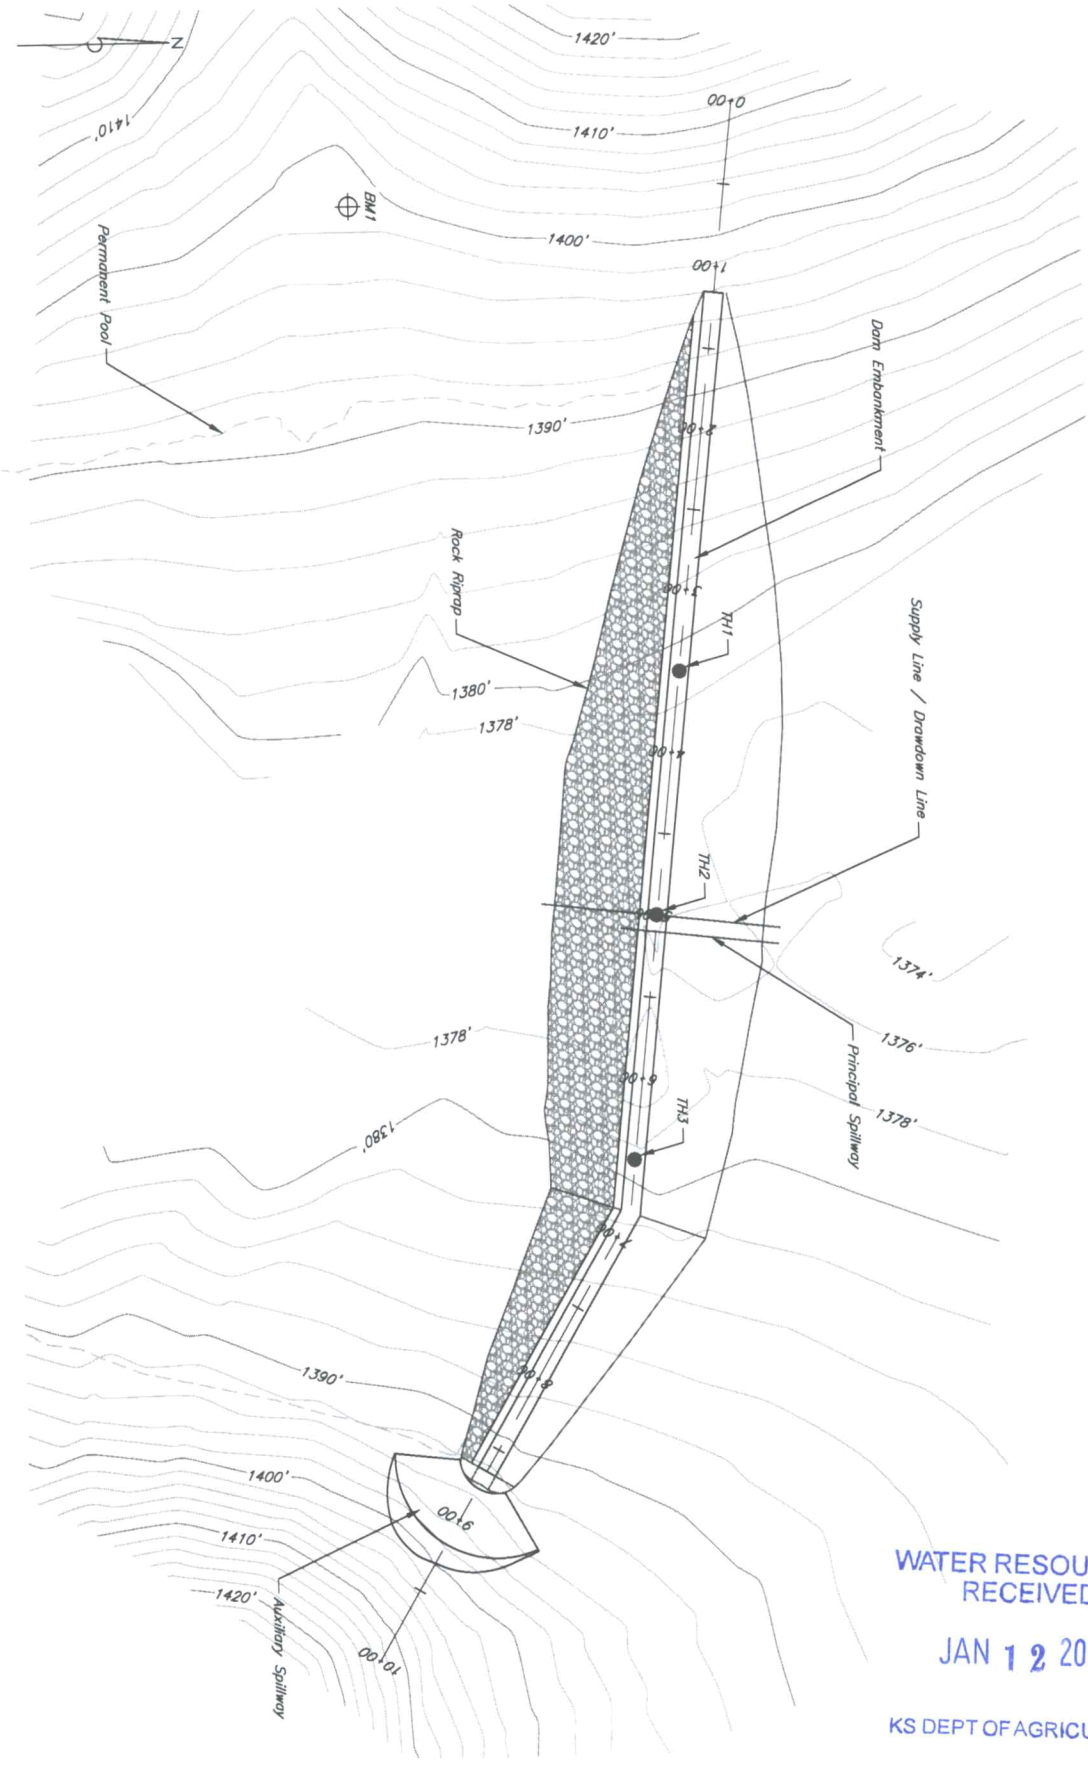 1420'
N
0+00
1410'
1410'
BM1
1400'
Permanent Pool
1+00
Dam Embankment
1390'
2+00
Rock Riprap
3+00
TH1
Supply Line / Drawdown Line
1380'
1378'
4+00
TH2
1374'
1378'
1376'
Principal Spillway
6+00
TH3
1378'
1380'
7+00
1390'
8+00
1400'
9+00
1410'
1420'
Auxiliary Spillway
10+00
WATER RESOU
RECEIVED
JAN 12 20
KS DEPT OF AGRICU